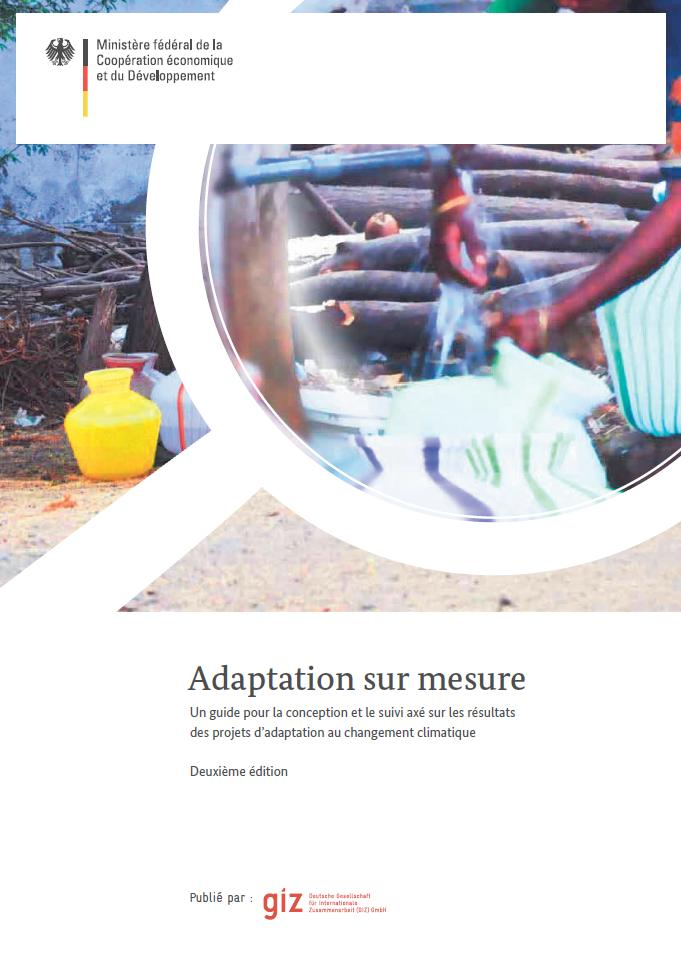 Ministère fédéral de la
Coopération économique
et du Développement
Adaptation sur mesure
Un guide pour la conception et le suivi axé sur les résultats
des projets d'adaptation au changement climatique
Deuxième édition
Publié par :
giz
Deutsche Gesellschaft
für Internationale
Zusammenarbeit (GIZ) GmbH